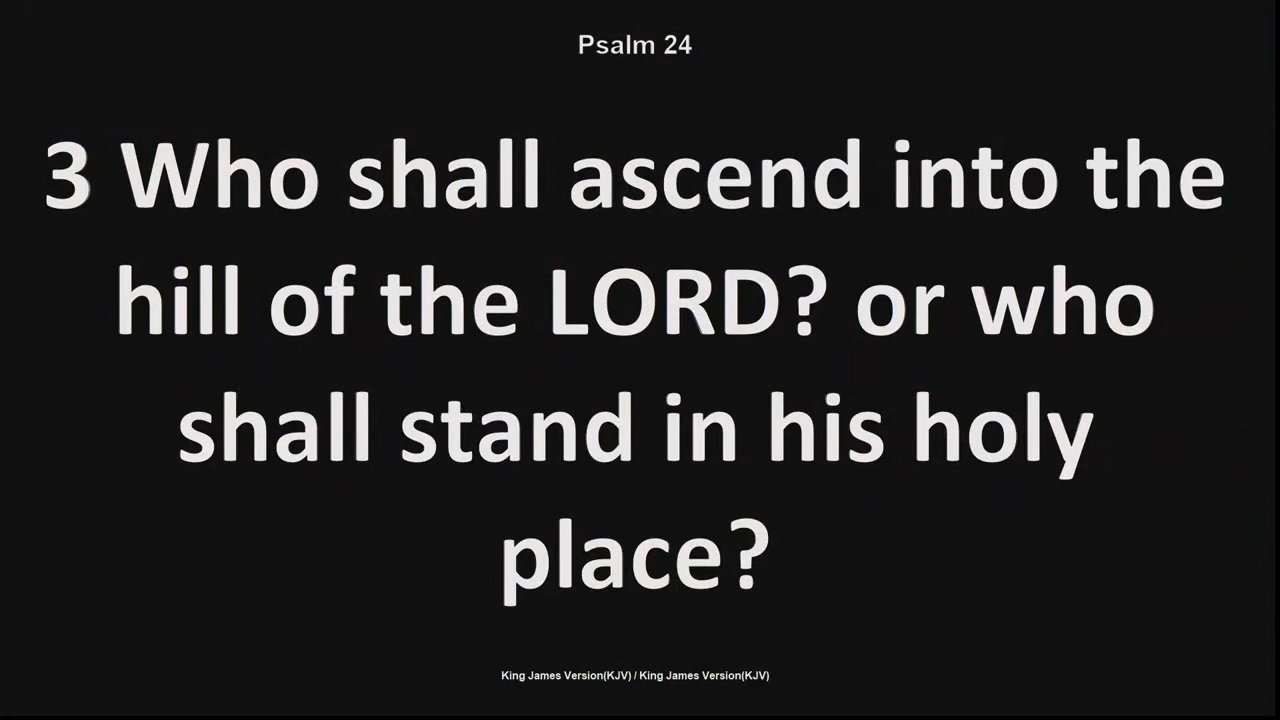 Psalm 24
3 Who shall ascend into the
hill of the LORD? or who
shall stand in his holy
place?
King James Version(KJV) / King James Version(KJV)